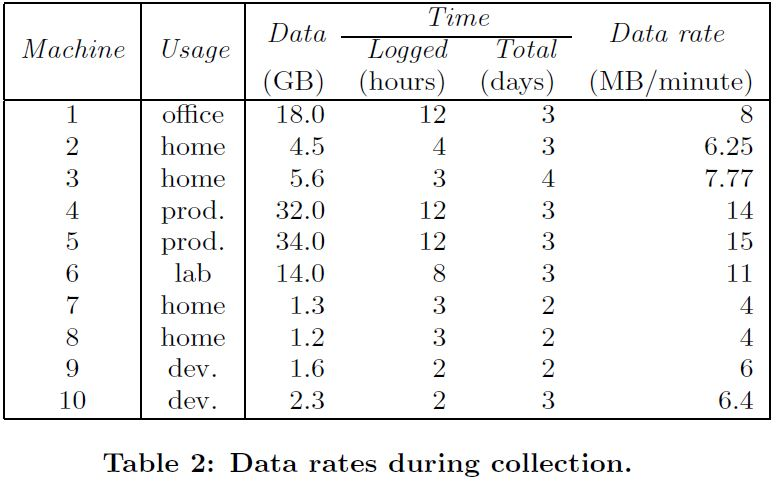 Machine Usage Data Time Data rate
Logged Total
(GB) (hours) (days) (MB/minute)
1 office 18.0 12 3 8
2 home 4.5 4 3 6.25
3 home 5.6 3 4 7.77
4 prod. 32.0 12 3 14
5 prod. 34.0 12 3 15
6 lab 14.0 8 3 11
7 home 1.3 3 2 4
8 home 1.2 3 2 4
9 dev. 1.6 2 2 6
10 dev. 2.3 2 3 6.4
Table 2: Data rates during collection.